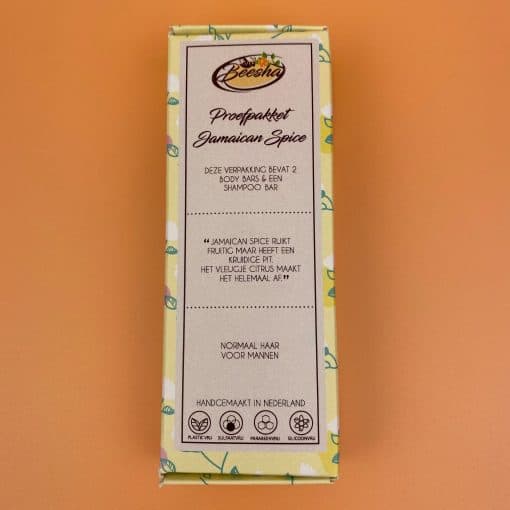 Beesha
Proefpakket
Jamaican Spice
DEZE VERPAKKING BEVAT 2
BODY BARS & EEN
SHAMPOO BAR
“JAMAICAN SPICE RUIKT
FRUITIG MAAR HEEFT EEN
KRUIDIGE PIT.
HET VLEUGJE CITRUS MAAKT
HET HELEMAAL AF.”
NORMAAL HAAR
VOOR MANNEN
HANDGEMAAKT IN NEDERLAND
PLASTIC VRIJ SULFAATVRIJ PARABEENVRIJ SILICOONVRIJ